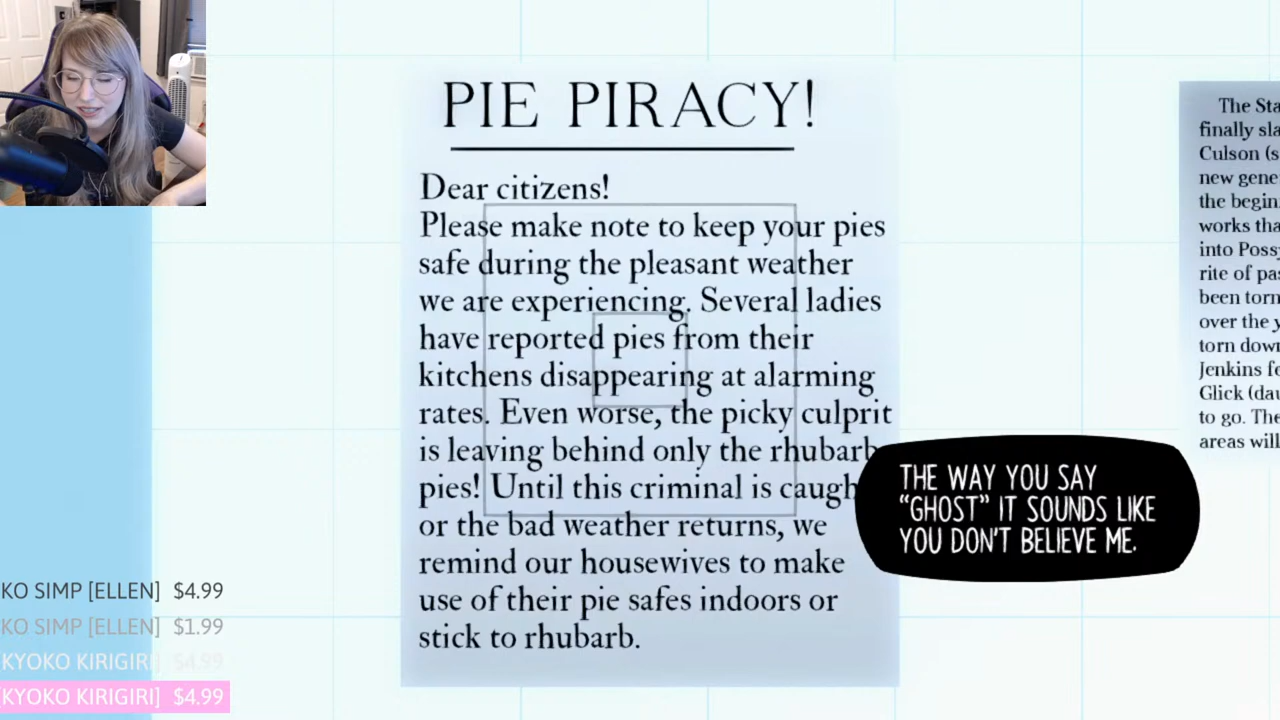 PIE PIRACY!
Dear citizens!
Please make note to keep your pies
safe during the pleasant weather
we are experiencing. Several ladies
have reported pies from their
kitchens disappearing at alarming
rates. Even worse, the picky culprit
is leaving behind only the rhubarb
pies! Until this criminal is caugh
or the bad weather returns, we
remind our housewives to make
use of their pie safes indoors or
stick to rhubarb.
THE WAY YOU SAY
“GHOST” IT SOUNDS LIKE
YOU DON'T BELIEVE ME.
The Sta
finally sla
Culson (s
new gene
the begin
works tha
into Poss
rite of pas
been torn
over the y
torn down
Jenkins fe
Glick (dau
to go. The
areas will
KO SIMP [ELLEN] $4.99
KO SIMP [ELLEN] $1.99
[KYOKO KIRIGIRI] $4.99
[KYOKO KIRIGIRI] $4.99